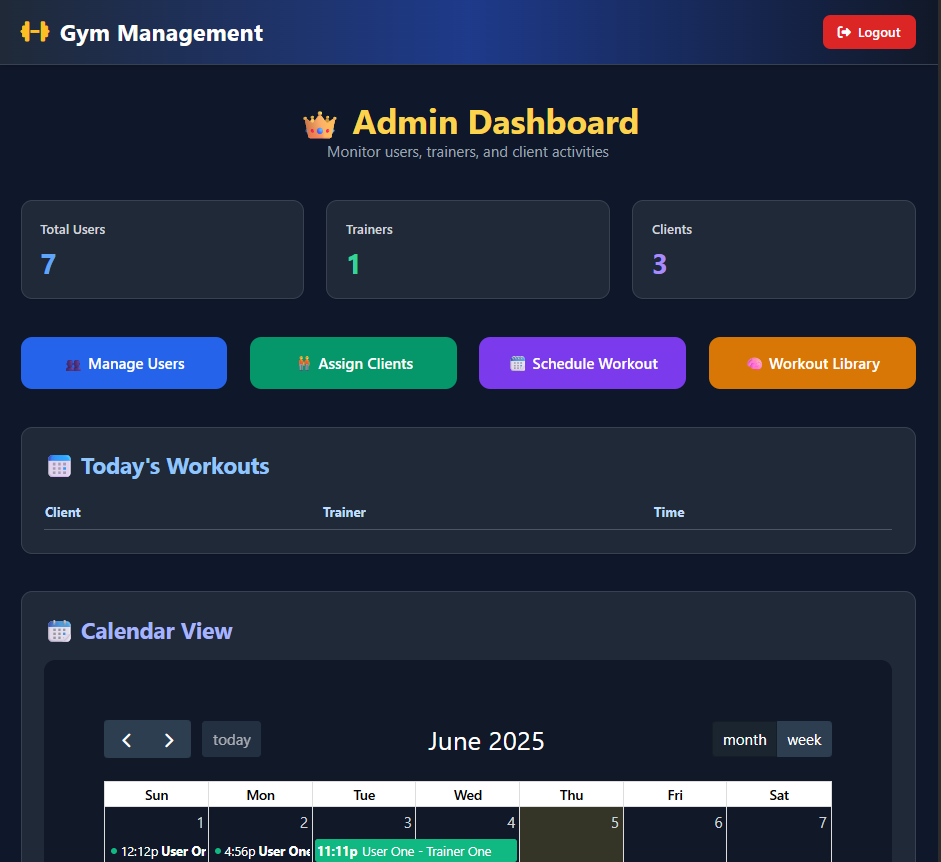 Gym Management
Logout
Admin Dashboard
Monitor users, trainers, and client activities
Total Users
7
Trainers
1
Clients
3
Manage Users
Assign Clients
Schedule Workout
Workout Library
Today's Workouts
Client Trainer Time
Calendar View
today
June 2025
month week
Sun Mon Tue Wed Thu Fri Sat
1 2 3 4 5 6 7
12:12p User Or
4:56p User One
11:11p User One - Trainer One